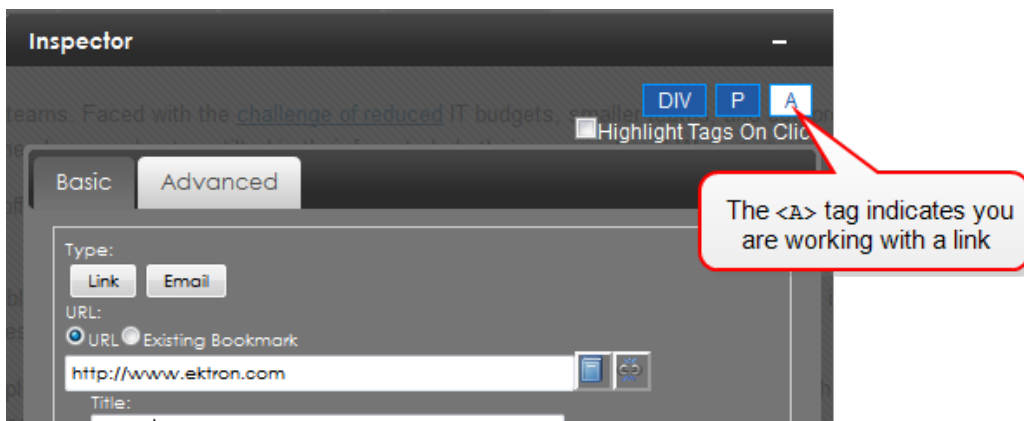 Inspector
teams. Faced with the challenge of reduced IT budgets, smaller
DIV P A
Highlight Tags On Clic
Basic Advanced
The <A> tag indicates you
are working with a link
Type:
Link Email
URL:
URL Existing Bookmark
http://www.ektron.com
Title: